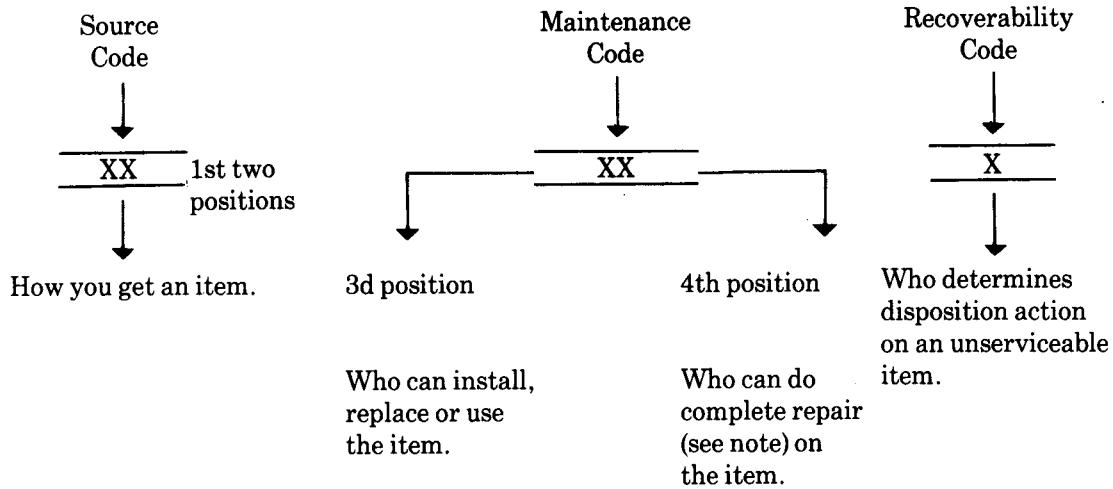 Source
Code
XX
1st two
positions
How you get an item.
Maintenance
Code
XX
3d position
Who can install,
replace or use
the item.
4th position
Who can do
complete repair
(see note) on
the item.
Recoverability
Code
X
Who determines
disposition action
on an unserviceable
item.